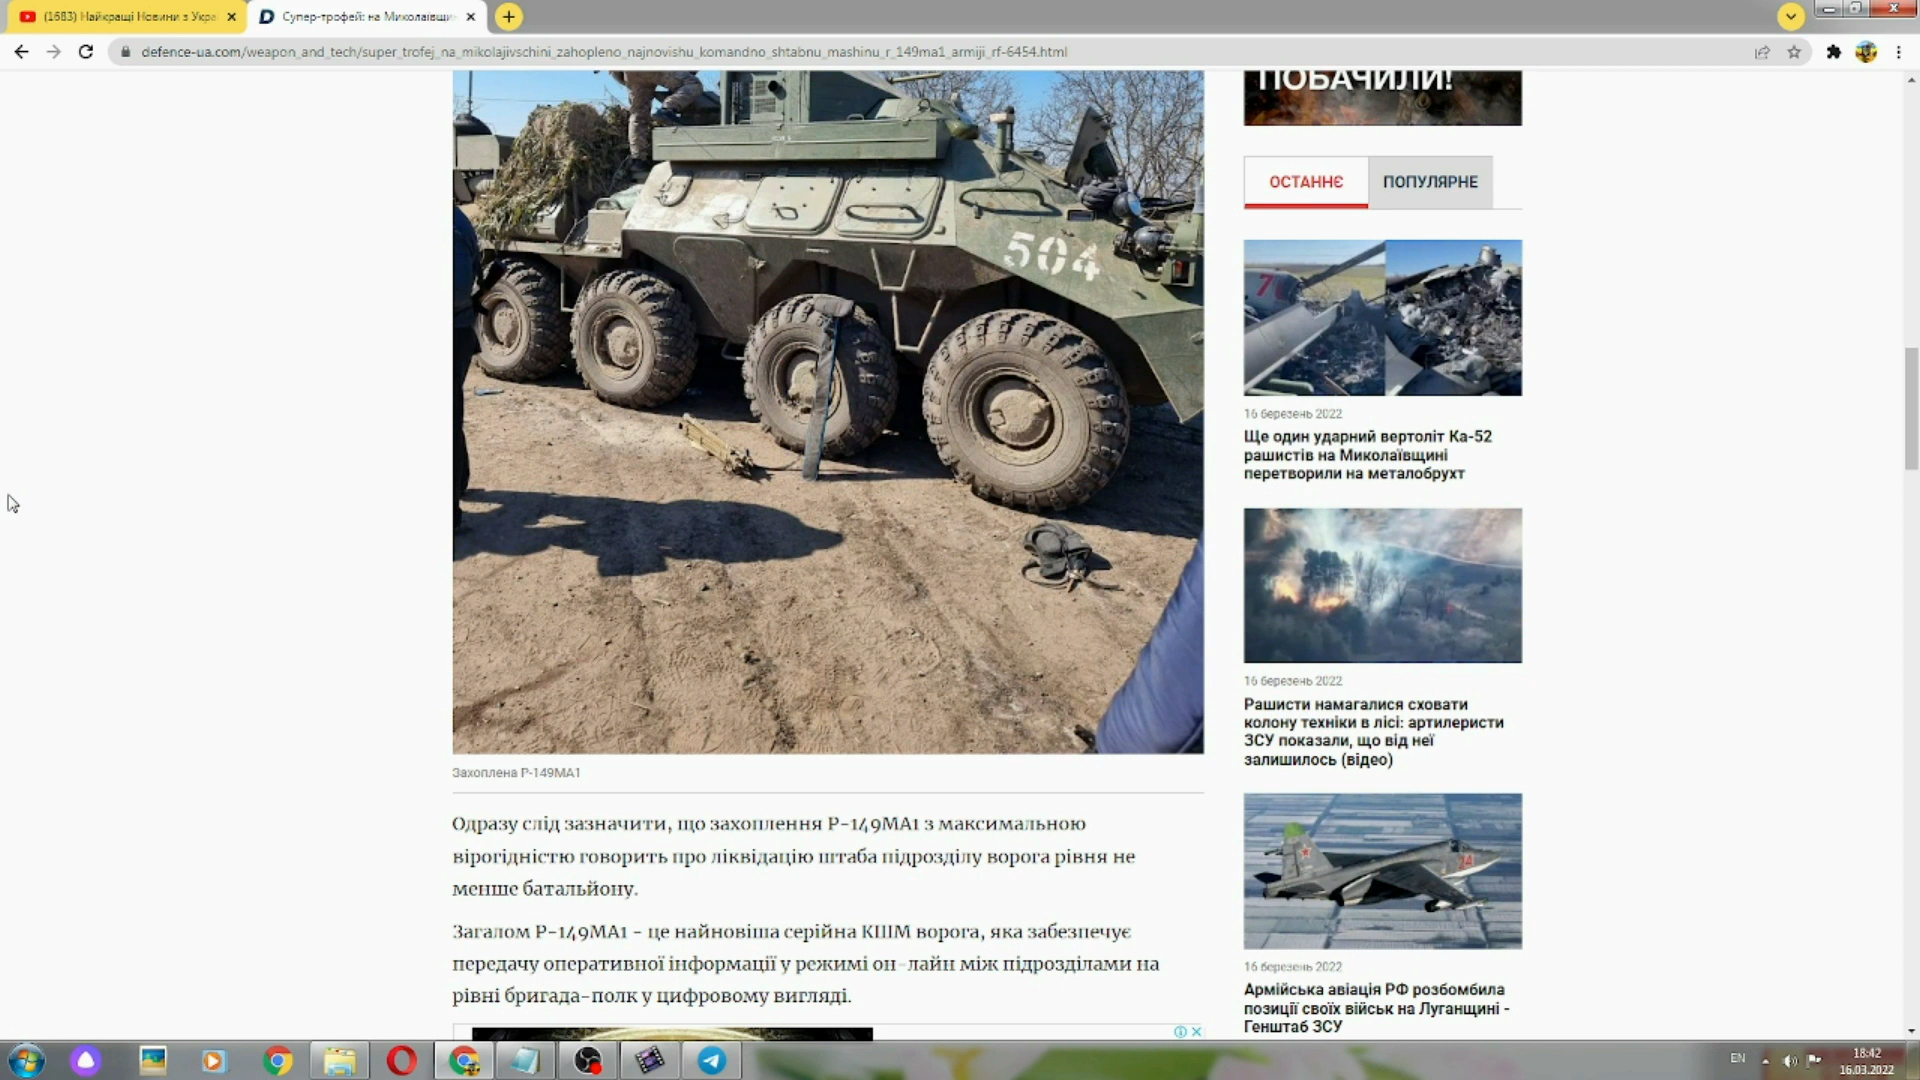 (1683) Найкращі Новини з Укра
Супер-трофей: на Миколаївщи
defence-ua.com/weapon_and_tech/super_trofej_na_mikolajivschini_zahopleno_najnovishu_komandno_shtabnu_mashinu_r_149ma1_armiji_rf-6454.html
504
Захоплена Р-149МА1
Одразу слід зазначити, що захоплення Р-149МА1 з максимальною
вірогідністю говорить про ліквідацію штаба підрозділу ворога рівня не
менше батальйону.
Загалом Р-149МА1 - це найновіша серійна КШМ ворога, яка забезпечує
передачу оперативної інформації у режимі он-лайн між підрозділами на
рівні бригада-полк у цифровому вигляді.
ПОБАЧИЛИ!
ОСТАННЄ
ПОПУЛЯРНЕ
16 березень 2022
Ще один ударний вертоліт Ка-52
рашистів на Миколаївщині
перетворили на металобрухт
16 березень 2022
Рашисти намагалися сховати
колону техніки в лісі: артилеристи
ЗСУ показали, що від неї
залишилось (відео)
24
16 березень 2022
Армійська авіація РФ розбомбила
позиції своїх військ на Луганщині -
Генштаб ЗСУ
EN
18:42
16.03.2022